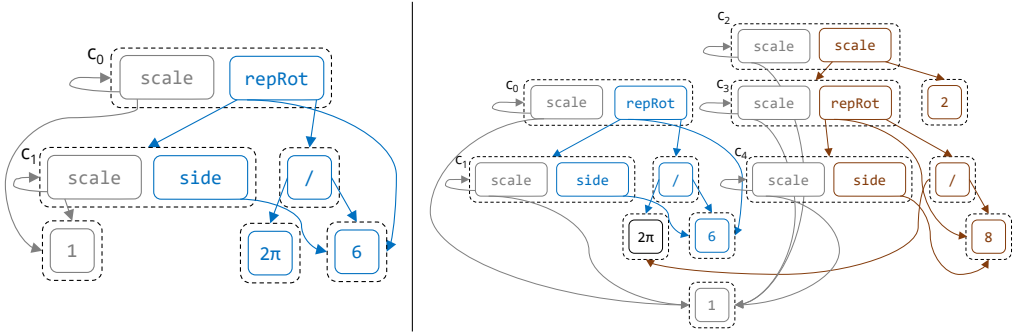 c0
scale repRot
c1
scale side /
1 2π 6
c2
scale scale
c0 c3
scale repRot scale repRot 2
c1 c4
scale side / scale side /
2π 6 8
1